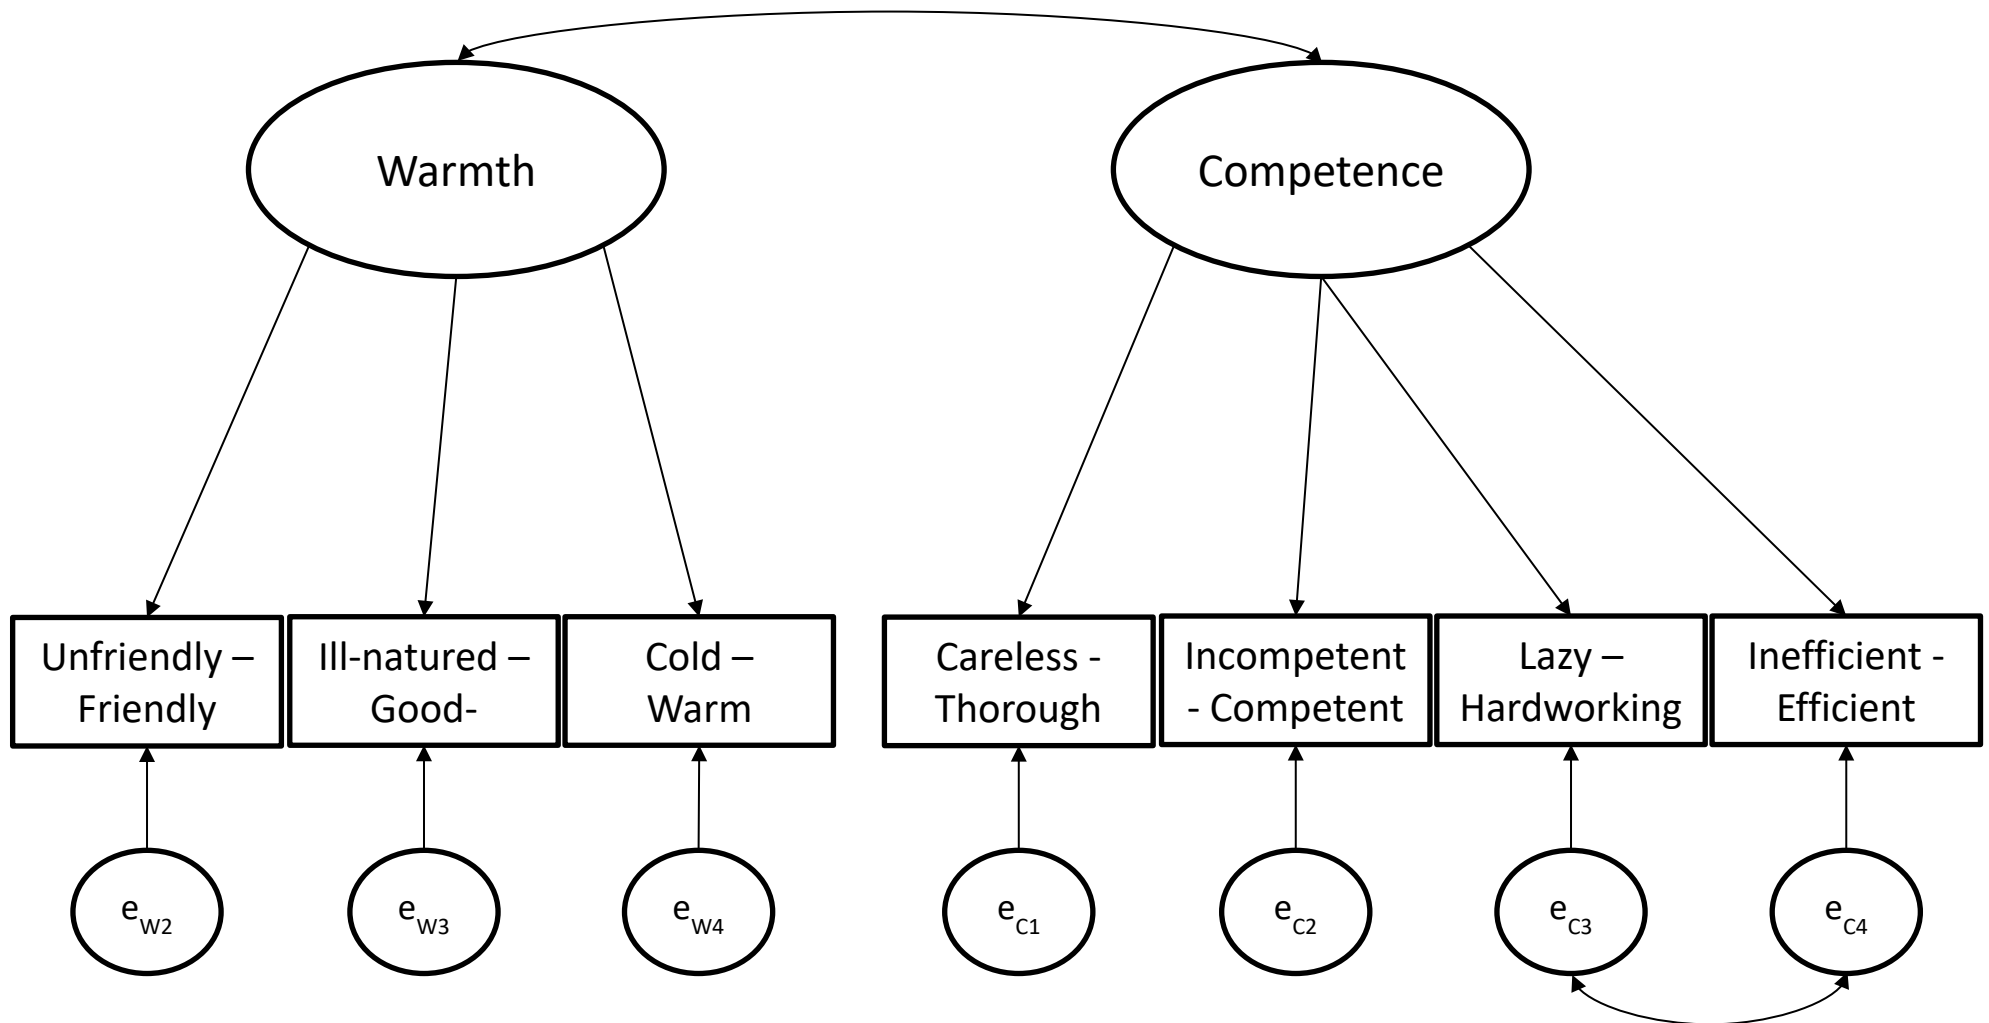 Warmth
Competence
Unfriendly –
Friendly
Ill-natured –
Good-
Cold –
Warm
Careless -
Thorough
Incompetent
- Competent
Lazy –
Hardworking
Inefficient -
Efficient
eW2
eW3
eW4
eC1
eC2
eC3
eC4